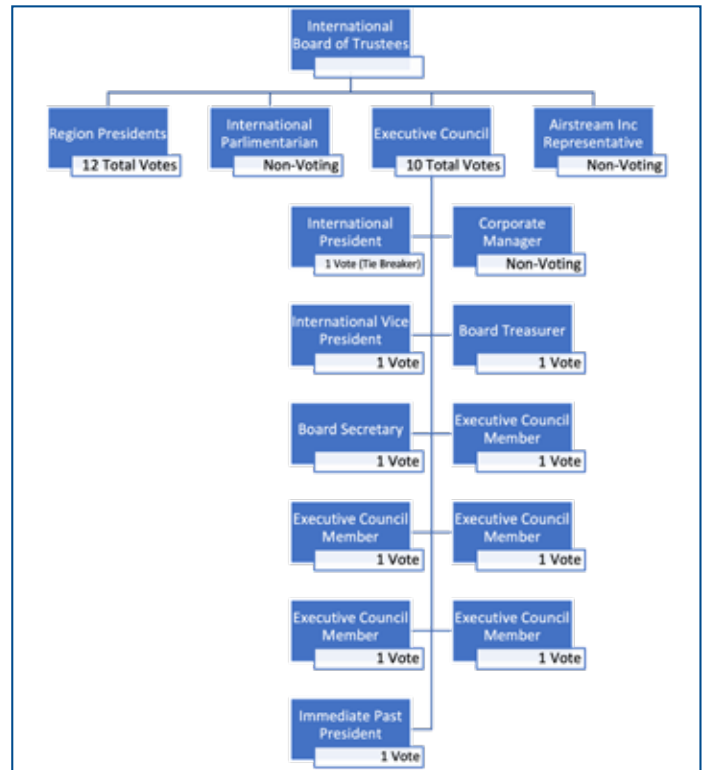 International
Board of Trustees
Region Presidents
12 Total Votes
International
Parlimentarian
Non-Voting
Executive Council
10 Total Votes
Airstream Inc
Representative
Non-Voting
International
President
1 Vote (Tie Breaker)
Corporate
Manager
Non-Voting
International Vice
President
1 Vote
Board Treasurer
1 Vote
Board Secretary
1 Vote
Executive Council
Member
1 Vote
Executive Council
Member
1 Vote
Executive Council
Member
1 Vote
Executive Council
Member
1 Vote
Executive Council
Member
1 Vote
Immediate Past
President
1 Vote